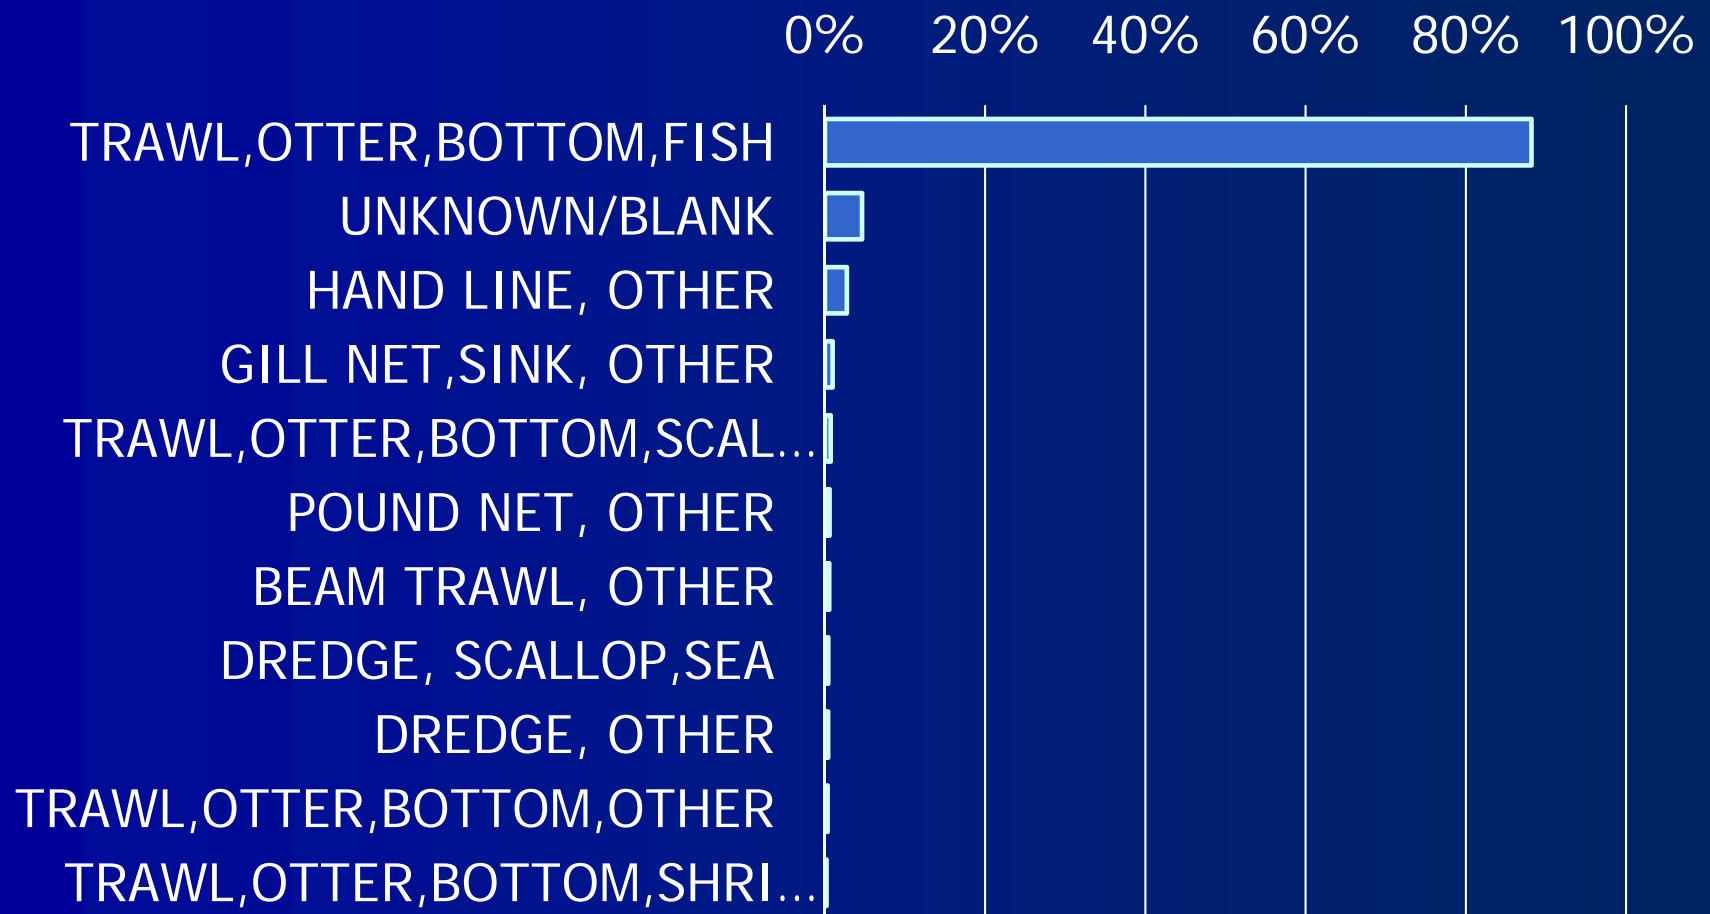 0% 20% 40% 60% 80% 100%
TRAWL,OTTER,BOTTOM,FISH
UNKNOWN/BLANK
HAND LINE, OTHER
GILL NET,SINK, OTHER
TRAWL,OTTER,BOTTOM,SCAL...
POUND NET, OTHER
BEAM TRAWL, OTHER
DREDGE, SCALLOP,SEA
DREDGE, OTHER
TRAWL,OTTER,BOTTOM,OTHER
TRAWL,OTTER,BOTTOM,SHRI...